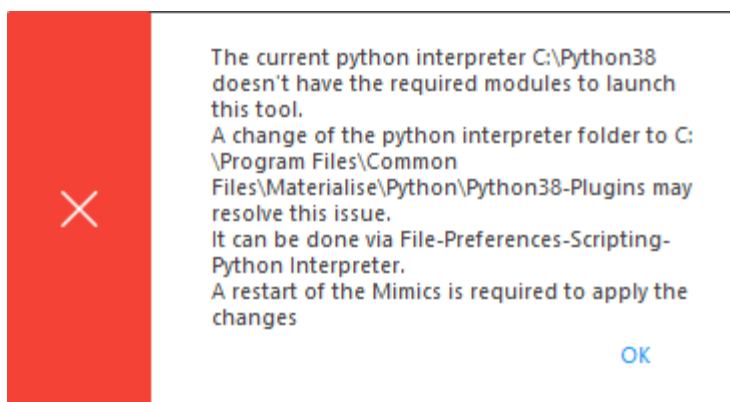 The current python interpreter C:\Python38
doesn't have the required modules to launch
this tool.
A change of the python interpreter folder to C:
\Program Files\Common
Files\Materialise\Python\Python38-Plugins may
resolve this issue.
It can be done via File-Preferences-Scripting-
Python Interpreter.
A restart of the Mimics is required to apply the
changes
OK